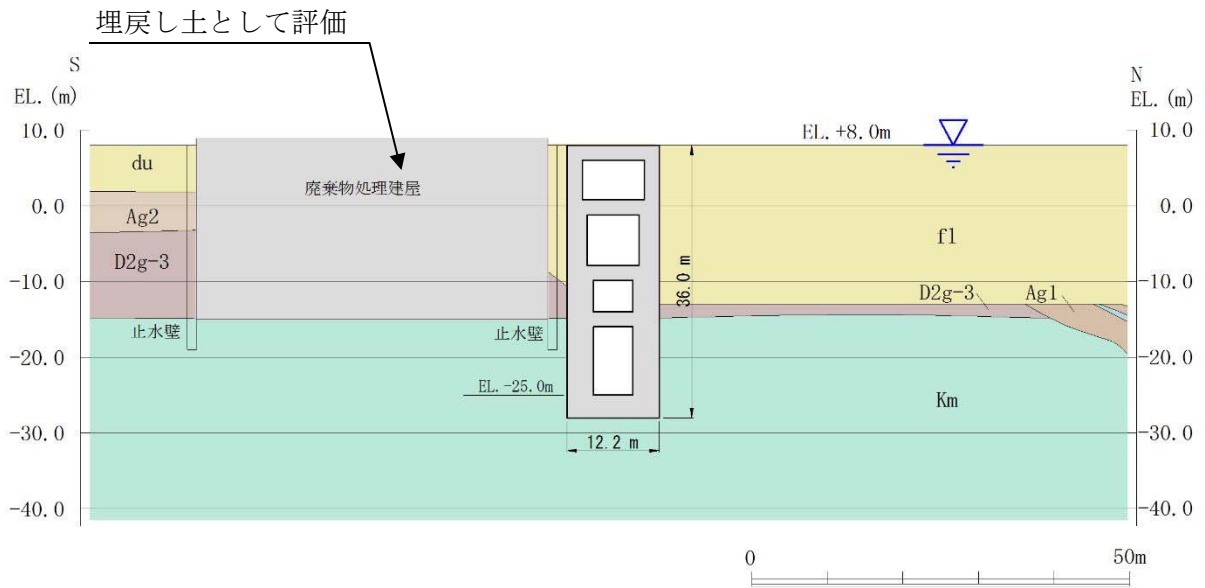 埋戻し土として評価
S
EL. (m)
N
EL. (m)
10.0
EL. +8.0m
10.0
du
廃棄物処理建屋
0.0
0.0
Ag2
fl
D2g-3
36.0 m
-10.0
D2g-3
Ag1
-10.0
止水壁
止水壁
-20.0
-20.0
EL. -25.0m
Km
-30.0
12.2 m
-30.0
-40.0
-40.0
0
50m